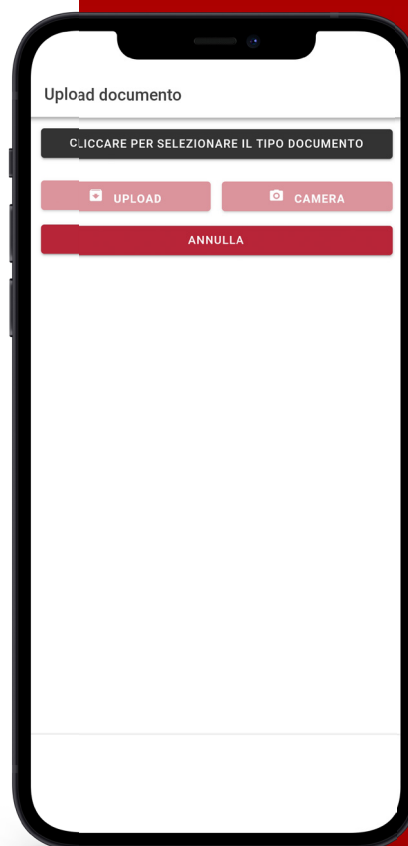 Upload documento
CLICCARE PER SELEZIONARE IL TIPO DOCUMENTO
UPLOAD
CAMERA
ANNULLA